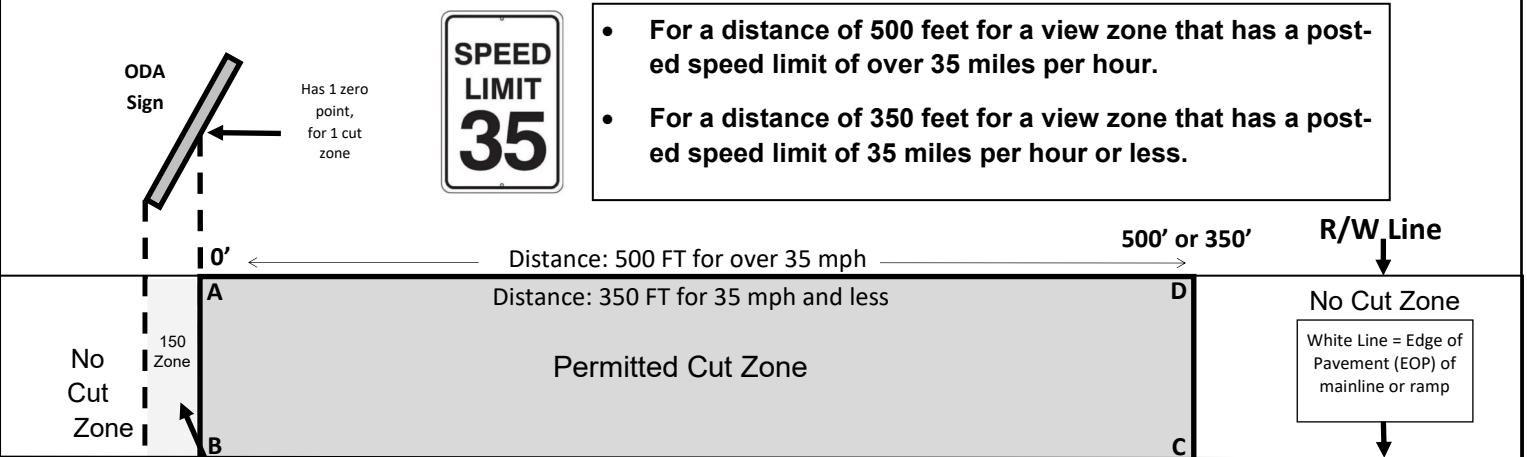 ODA
Sign
Has 1 zero
point,
for 1 cut
zone
SPEED
LIMIT
35
• For a distance of 500 feet for a view zone that has a post-
ed speed limit of over 35 miles per hour.
• For a distance of 350 feet for a view zone that has a post-
ed speed limit of 35 miles per hour or less.
0’
Distance: 500 FT for over 35 mph
500’ or 350’
R/W Line
A
Distance: 350 FT for 35 mph and less
D
No Cut Zone
150
Zone
No
Cut
Zone
Permitted Cut Zone
White Line = Edge of
Pavement (EOP) of
mainline or ramp
B
C